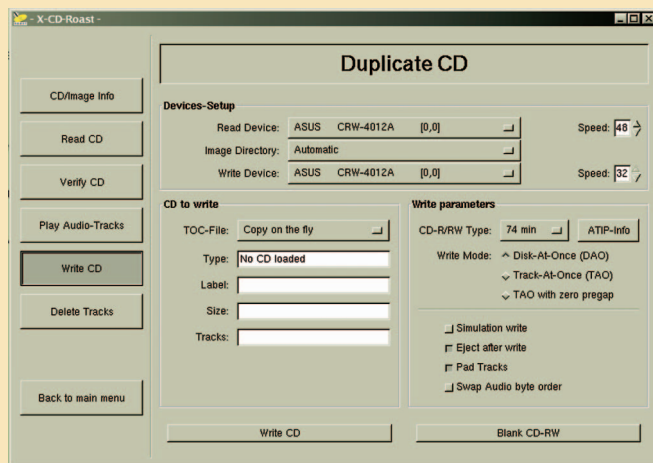 - X-CD-Roast -
Duplicate CD
CD/Image Info
Read CD
Verify CD
Play Audio-Tracks
Write CD
Delete Tracks
Back to main menu
Devices-Setup
Read Device: ASUS CRW-4012A [0,0] Speed: 48
Image Directory: Automatic
Write Device: ASUS CRW-4012A [0,0] Speed: 32
CD to write
TOC-File: Copy on the fly
Type: No CD loaded
Label:
Size:
Tracks:
Write parameters
CD-R/RW Type: 74 min ATIP-Info
Write Mode: Disk-At-Once (DAO)
Track-At-Once (TAO)
TAO with zero pregap
Simulation write
Eject after write
Pad Tracks
Swap Audio byte order
Write CD
Blank CD-RW